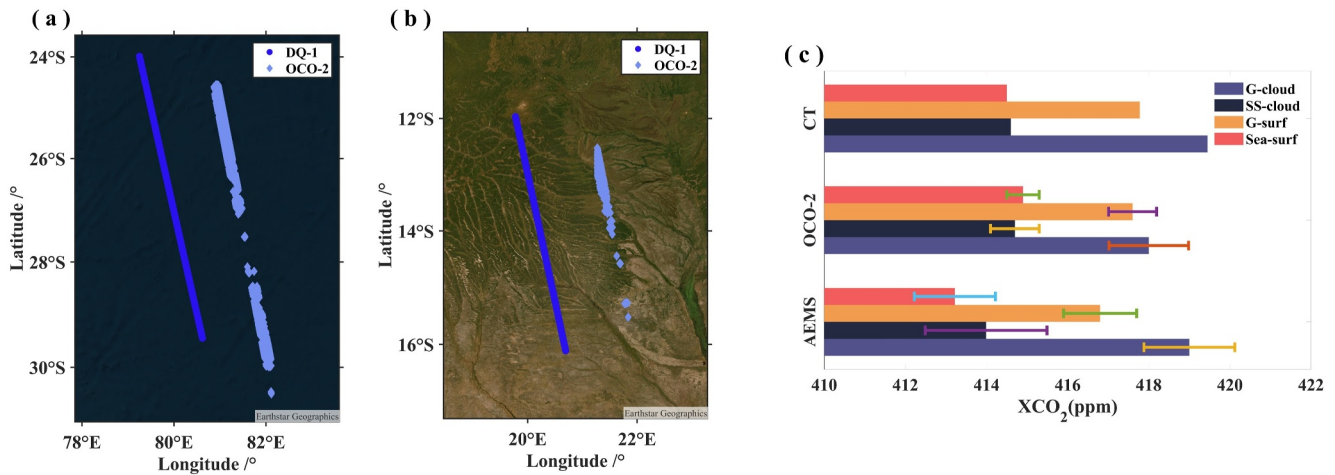 ( a )
24°S
26°S
28°S
30°S
Latitude /°
78°E
80°E
82°E
Longitude /°
DQ-1
OCO-2
Earthstar Geographics
( b )
12°S
14°S
16°S
Latitude /°
20°E
22°E
Longitude /°
DQ-1
OCO-2
Earthstar Geographics
( c )
CT
OCO-2
AEMS
G-cloud
SS-cloud
G-surf
Sea-surf
410
412
414
416
418
420
422
XCO₂(ppm)